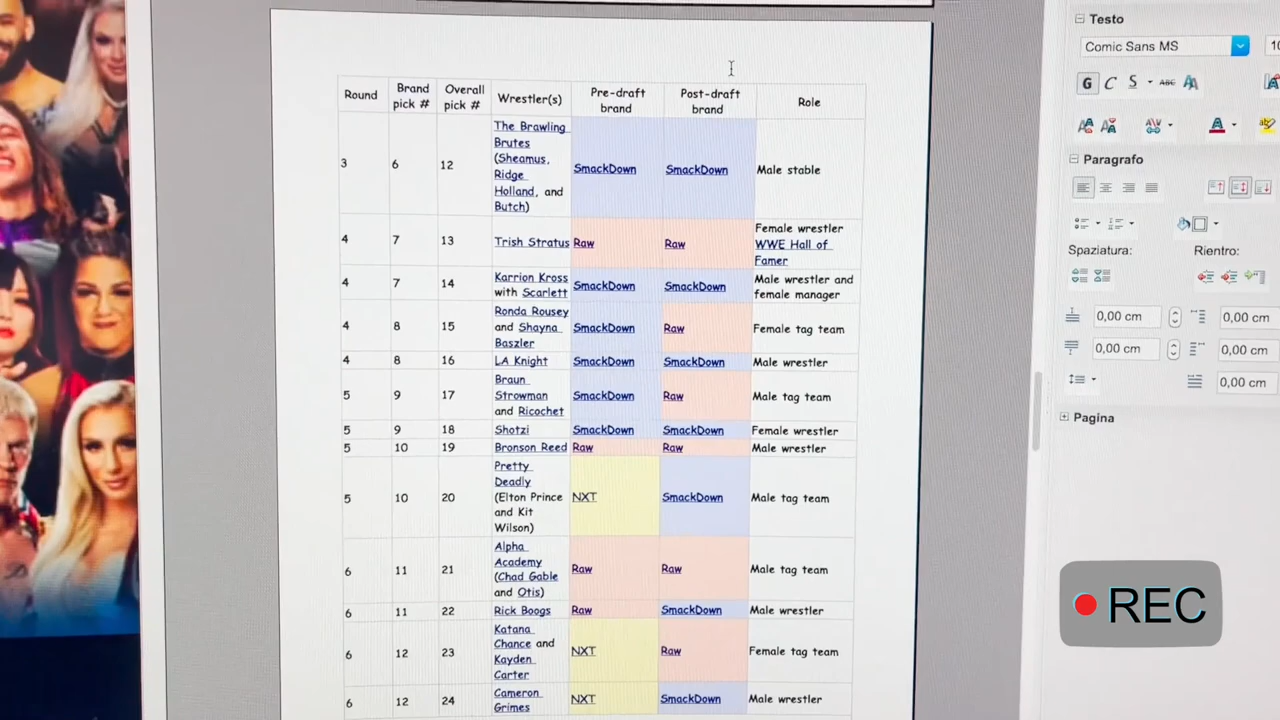 Round
Brand pick #
Overall pick #
Wrestler(s)
Pre-draft brand
Post-draft brand
Role
3
6
12
The Brawling
Brutes
(Sheamus,
Ridge
Holland, and
Butch)
SmackDown
SmackDown
Male stable
4
7
13
Trish Stratus
Raw
Raw
Female wrestler
WWE Hall of
Famer
4
7
14
Karrion Kross
with Scarlett
SmackDown
SmackDown
Male wrestler and
female manager
4
8
15
Ronda Rousey
and Shayna
Baszler
SmackDown
Raw
Female tag team
4
8
16
LA Knight
SmackDown
SmackDown
Male wrestler
5
9
17
Braun
Strowman
and Ricochet
SmackDown
Raw
Male tag team
5
9
18
Shotzi
SmackDown
SmackDown
Female wrestler
5
10
19
Bronson Reed
Raw
Raw
Male wrestler
5
10
20
Pretty
Deadly
(Elton Prince
and Kit
Wilson)
NXT
SmackDown
Male tag team
6
11
21
Alpha
Academy
(Chad Gable
and Otis)
Raw
Raw
Male tag team
6
11
22
Rick Boogs
Raw
SmackDown
Male wrestler
6
12
23
Katana
Chance and
Kayden
Carter
NXT
Raw
Female tag team
6
12
24
Cameron
Grimes
NXT
SmackDown
Male wrestler
Testo
Comic Sans MS
10
G C S ABC A
Paragrafo
Spaziatura:
Rientro:
0,00 cm
0,00 cm
0,00 cm
0,00 cm
0,00 cm
Pagina
REC